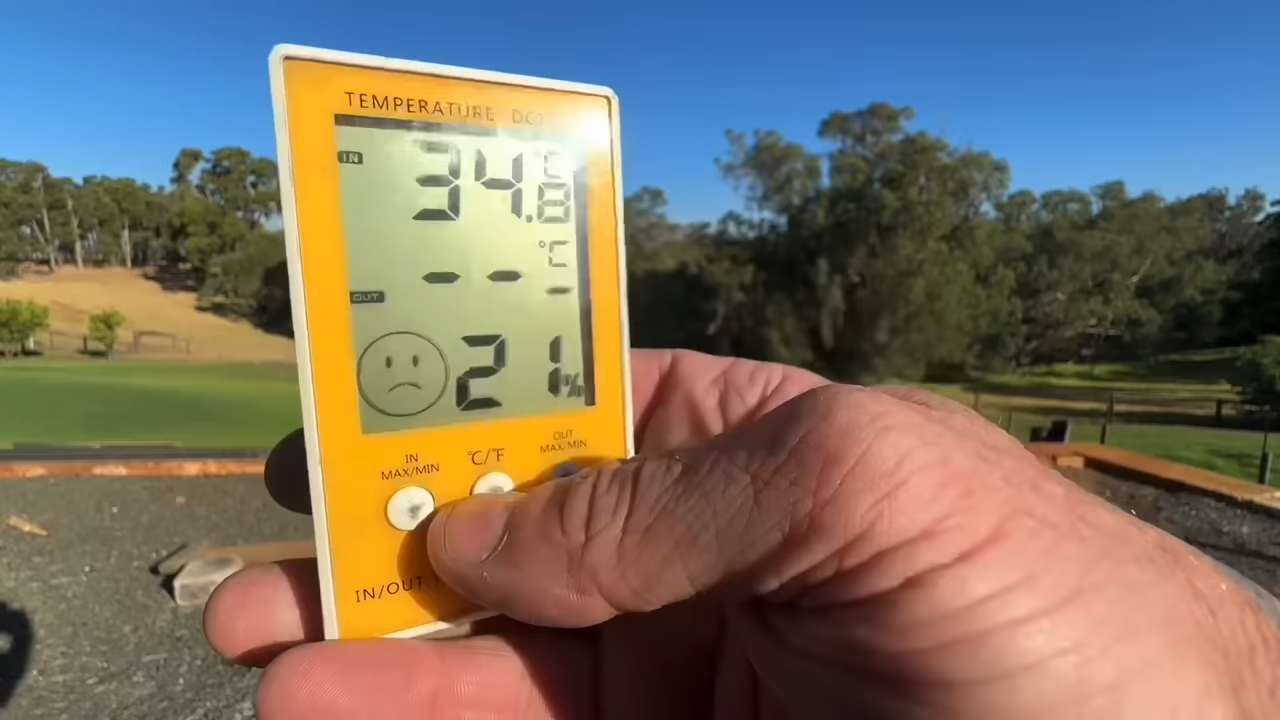 TEMPERATURE
IN
34.8 °C
°C
-- -
OUT
21%
IN
MAX/MIN
°C/°F
OUT
MAX/MIN
IN/OUT